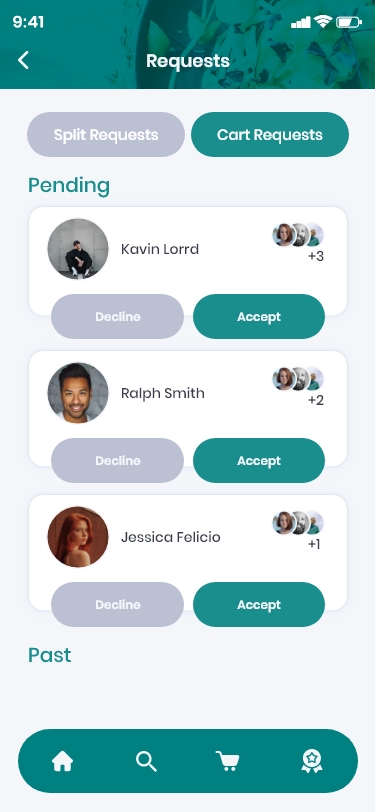 9:41
Requests
Split Requests
Cart Requests
Pending
Kavin Lorrd
+3
Decline
Accept
Ralph Smith
+2
Decline
Accept
Jessica Felicio
+1
Decline
Accept
Past